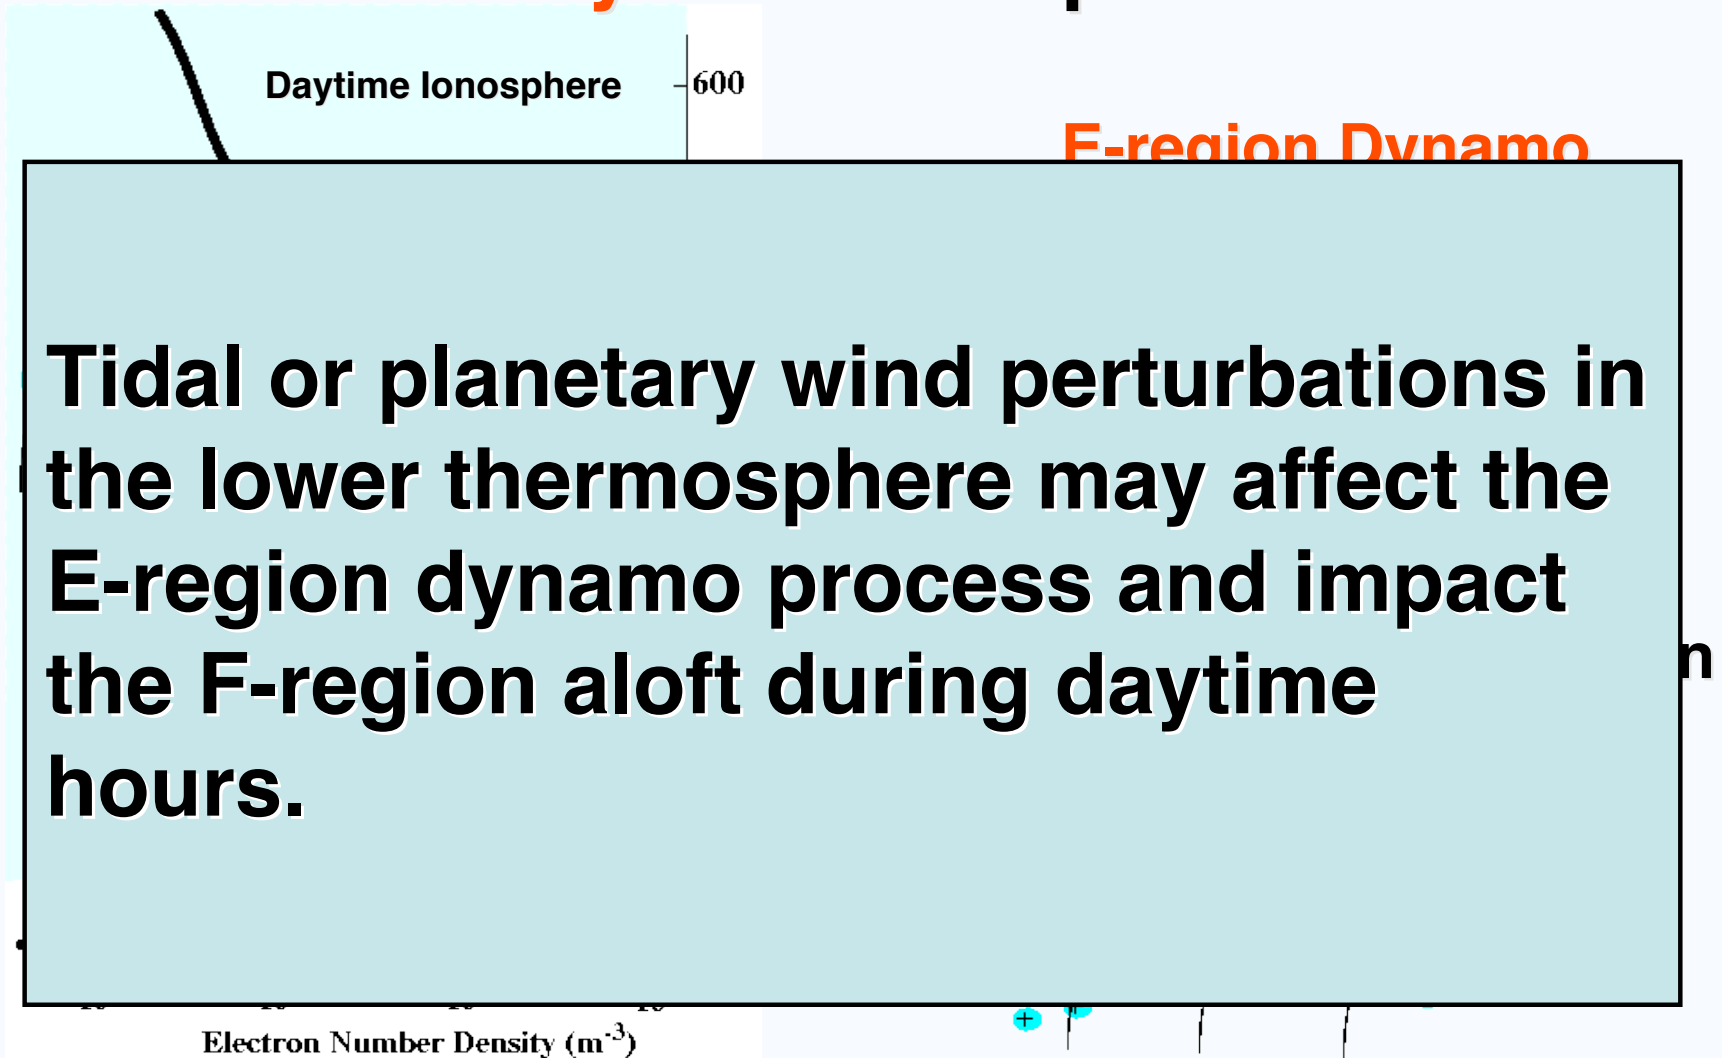 Daytime Ionosphere
600
E-region Dynamo
Tidal or planetary wind perturbations in
the lower thermosphere may affect the
E-region dynamo process and impact
the F-region aloft during daytime
hours.
n
+
Electron Number Density (m⁻³)